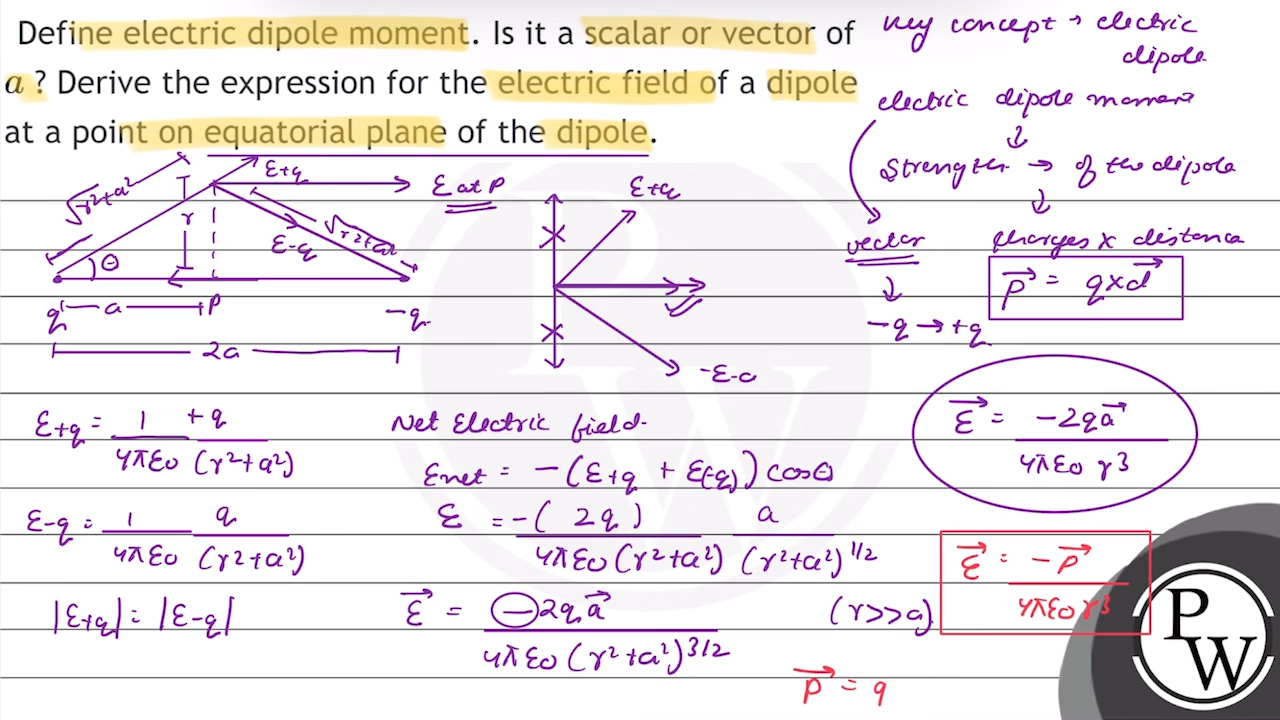 Define electric dipole moment. Is it a scalar or vector of
a ? Derive the expression for the electric field of a dipole
at a point on equatorial plane of the dipole.
key concept → electric
dipole
electric dipole moment
↓
Strength → of the dipole
↓
vector
charges x distance
↓
P⃗ = q x d⃗
-q → +q
√r²+a²
E+q
E at P
r
E-q
√r²+a²
θ
q
a
P
-q
2a
E+q
-E-a
E+q = 1/4πε0 +q/(r²+a²)
E-q = 1/4πε0 q/(r²+a²)
|E+q| = |E-q|
Net Electric field.
Enet = -(E+q + E(-q)) cosθ
E = -(2q)/4πε0(r²+a²) a/(r²+a²)^1/2
E⃗ = -2qa⃗/4πε0(r²+a²)^3/2
(r>>a)
E⃗ = -2qa⃗/4πε0 r³
E⃗ = -P⃗/4πε0 r³
P⃗ = q
PW
PW